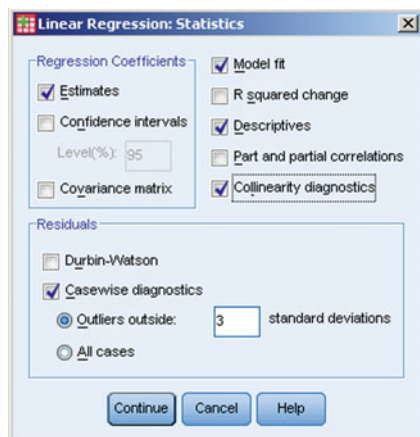 Linear Regression: Statistics
Regression Coefficients
Estimates
Confidence intervals
Level(%): 95
Covariance matrix
Model fit
R squared change
Descriptives
Part and partial correlations
Collinearity diagnostics
Residuals
Durbin-Watson
Casewise diagnostics
Outliers outside: 3 standard deviations
All cases
Continue Cancel Help